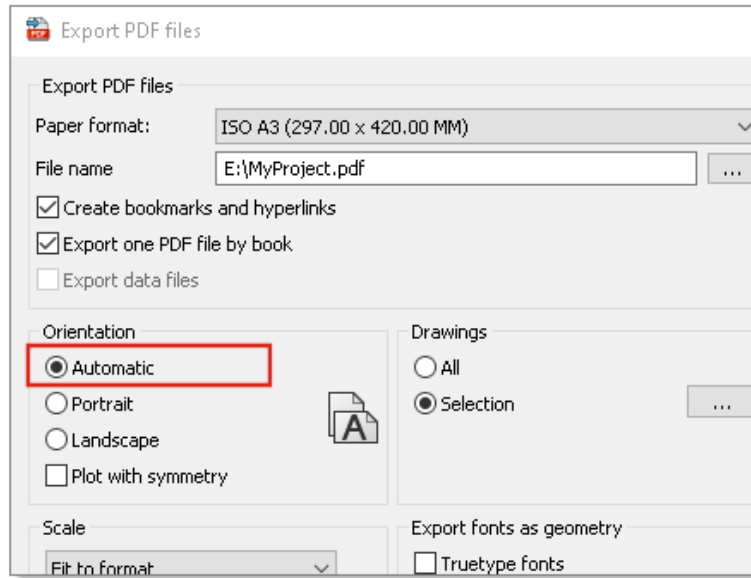 Export PDF files
Export PDF files
Paper format: ISO A3 (297.00 x 420.00 MM)
File name E:\MyProject.pdf ...
Create bookmarks and hyperlinks
Export one PDF file by book
Export data files
Orientation
Automatic
Portrait
Landscape
Plot with symmetry
A
Drawings
All
Selection ...
Scale
Fit to format
Export fonts as geometry
Truetype fonts